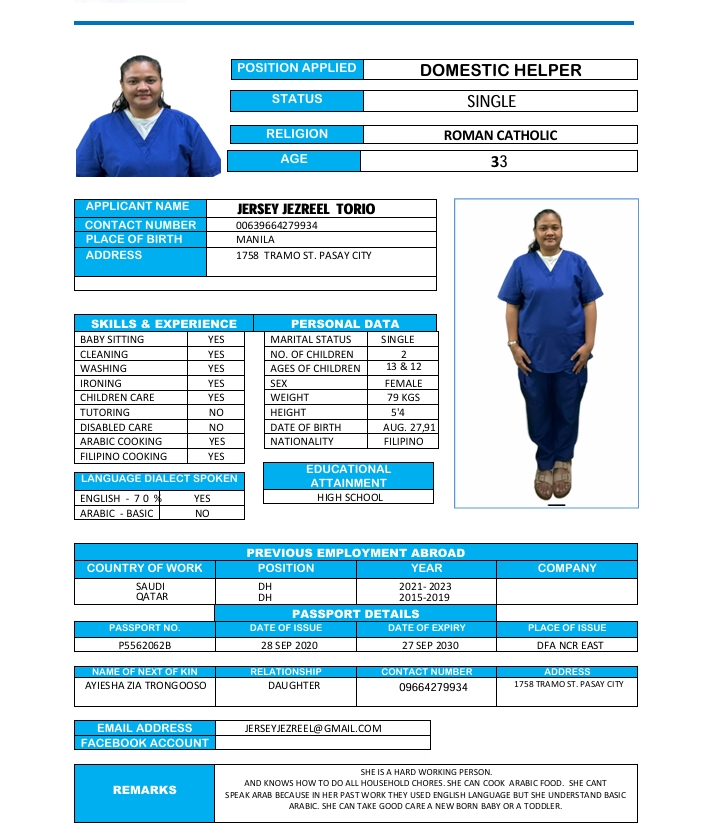 POSITION APPLIED DOMESTIC HELPER
STATUS SINGLE
RELIGION ROMAN CATHOLIC
AGE 33
APPLICANT NAME JERSEY JEZREEL TORIO
CONTACT NUMBER 00639664279934
PLACE OF BIRTH MANILA
ADDRESS 1758 TRAMO ST. PASAY CITY
SKILLS & EXPERIENCE
BABY SITTING YES
CLEANING YES
WASHING YES
IRONING YES
CHILDREN CARE YES
TUTORING NO
DISABLED CARE NO
ARABIC COOKING YES
FILIPINO COOKING YES
LANGUAGE DIALECT SPOKEN
ENGLISH - 70% YES
ARABIC - BASIC NO
PERSONAL DATA
MARITAL STATUS SINGLE
NO. OF CHILDREN 2
AGES OF CHILDREN 13 & 12
SEX FEMALE
WEIGHT 79 KGS
HEIGHT 5'4
DATE OF BIRTH AUG. 27,91
NATIONALITY FILIPINO
EDUCATIONAL
ATTAINMENT
HIGH SCHOOL
PREVIOUS EMPLOYMENT ABROAD
COUNTRY OF WORK POSITION YEAR COMPANY
SAUDI DH 2021-2023
QATAR DH 2015-2019
PASSPORT DETAILS
PASSPORT NO. DATE OF ISSUE DATE OF EXPIRY PLACE OF ISSUE
P5562062B 28 SEP 2020 27 SEP 2030 DFA NCR EAST
NAME OF NEXT OF KIN RELATIONSHIP CONTACT NUMBER ADDRESS
AYIESHA ZIA TRONGOOSO DAUGHTER 09664279934 1758 TRAMO ST. PASAY CITY
EMAIL ADDRESS JERSEYJEZREEL@GMAIL.COM
FACEBOOK ACCOUNT
REMARKS
SHE IS A HARD WORKING PERSON.
AND KNOWS HOW TO DO ALL HOUSEHOLD CHORES. SHE CAN COOK ARABIC FOOD. SHE CANT
SPEAK ARAB BECAUSE IN HER PAST WORK THEY USED ENGLISH LANGUAGE BUT SHE UNDERSTAND BASIC
ARABIC. SHE CAN TAKE GOOD CARE A NEW BORN BABY OR A TODDLER.